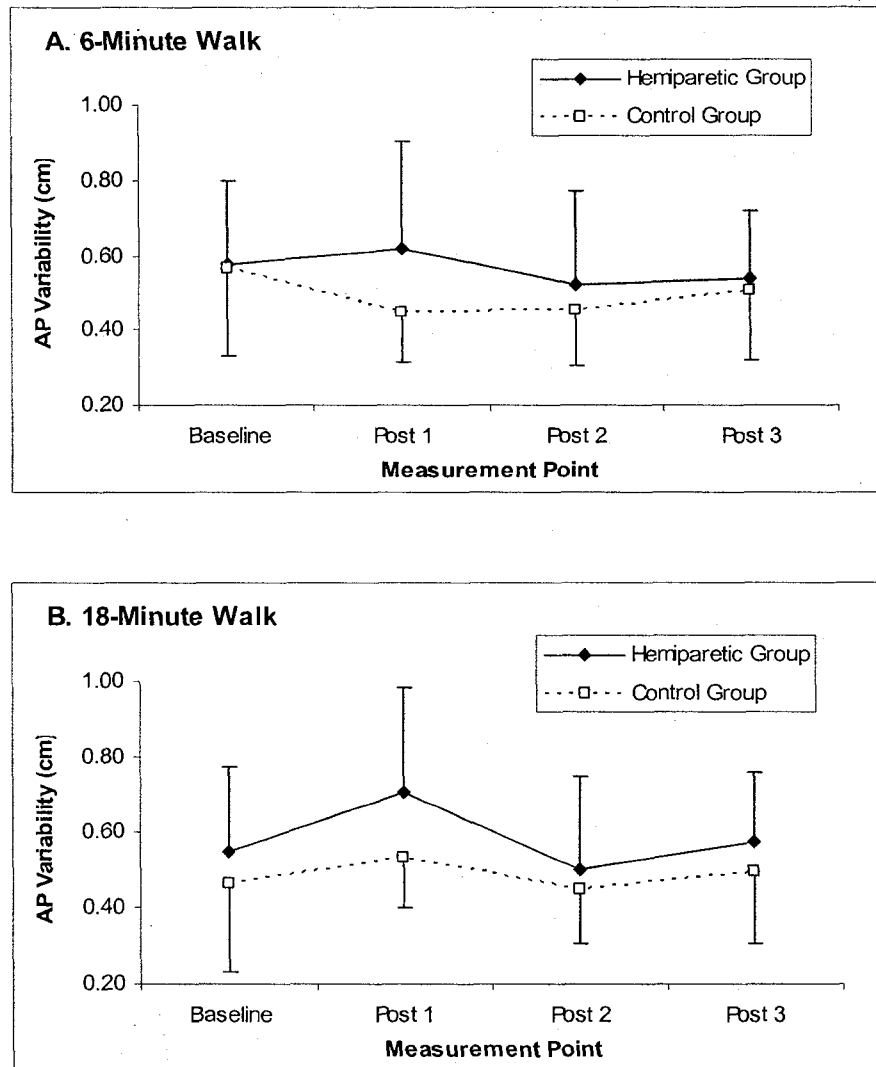 A. 6-Minute Walk
Hemiparetic Group
Control Group
1.00
0.80
0.60
0.40
0.20
AP Variability (cm)
Baseline Post 1 Post 2 Post 3
Measurement Point
B. 18-Minute Walk
Hemiparetic Group
Control Group
1.00
0.80
0.60
0.40
0.20
AP Variability (cm)
Baseline Post 1 Post 2 Post 3
Measurement Point